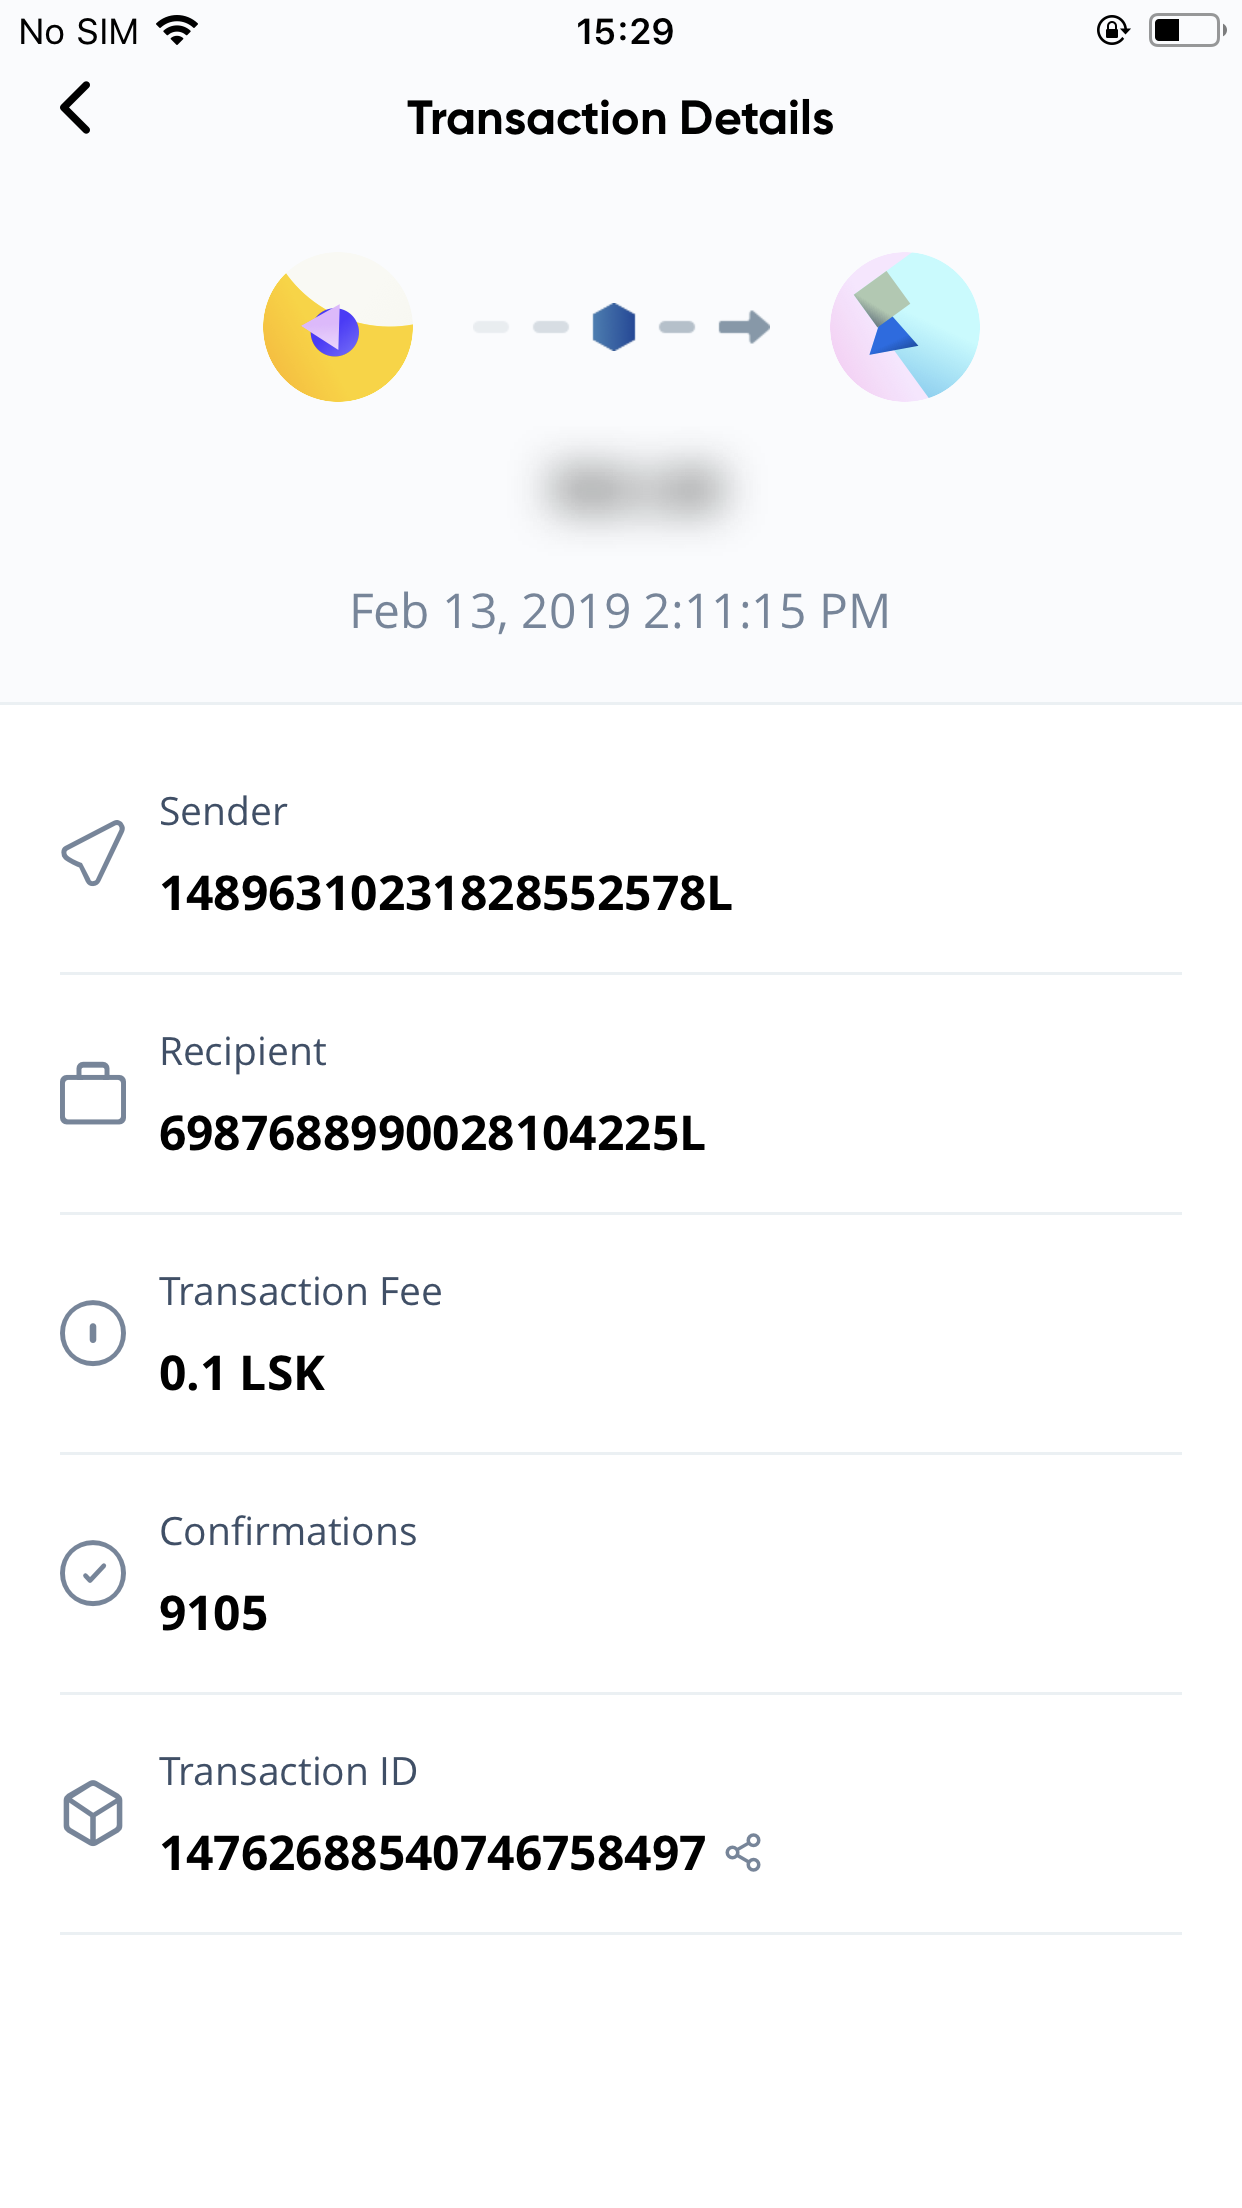 No SIM 15:29
Transaction Details
Feb 13, 2019 2:11:15 PM
Sender
14896310231828552578L
Recipient
6987688990028104225L
Transaction Fee
0.1 LSK
Confirmations
9105
Transaction ID
14762688540746758497